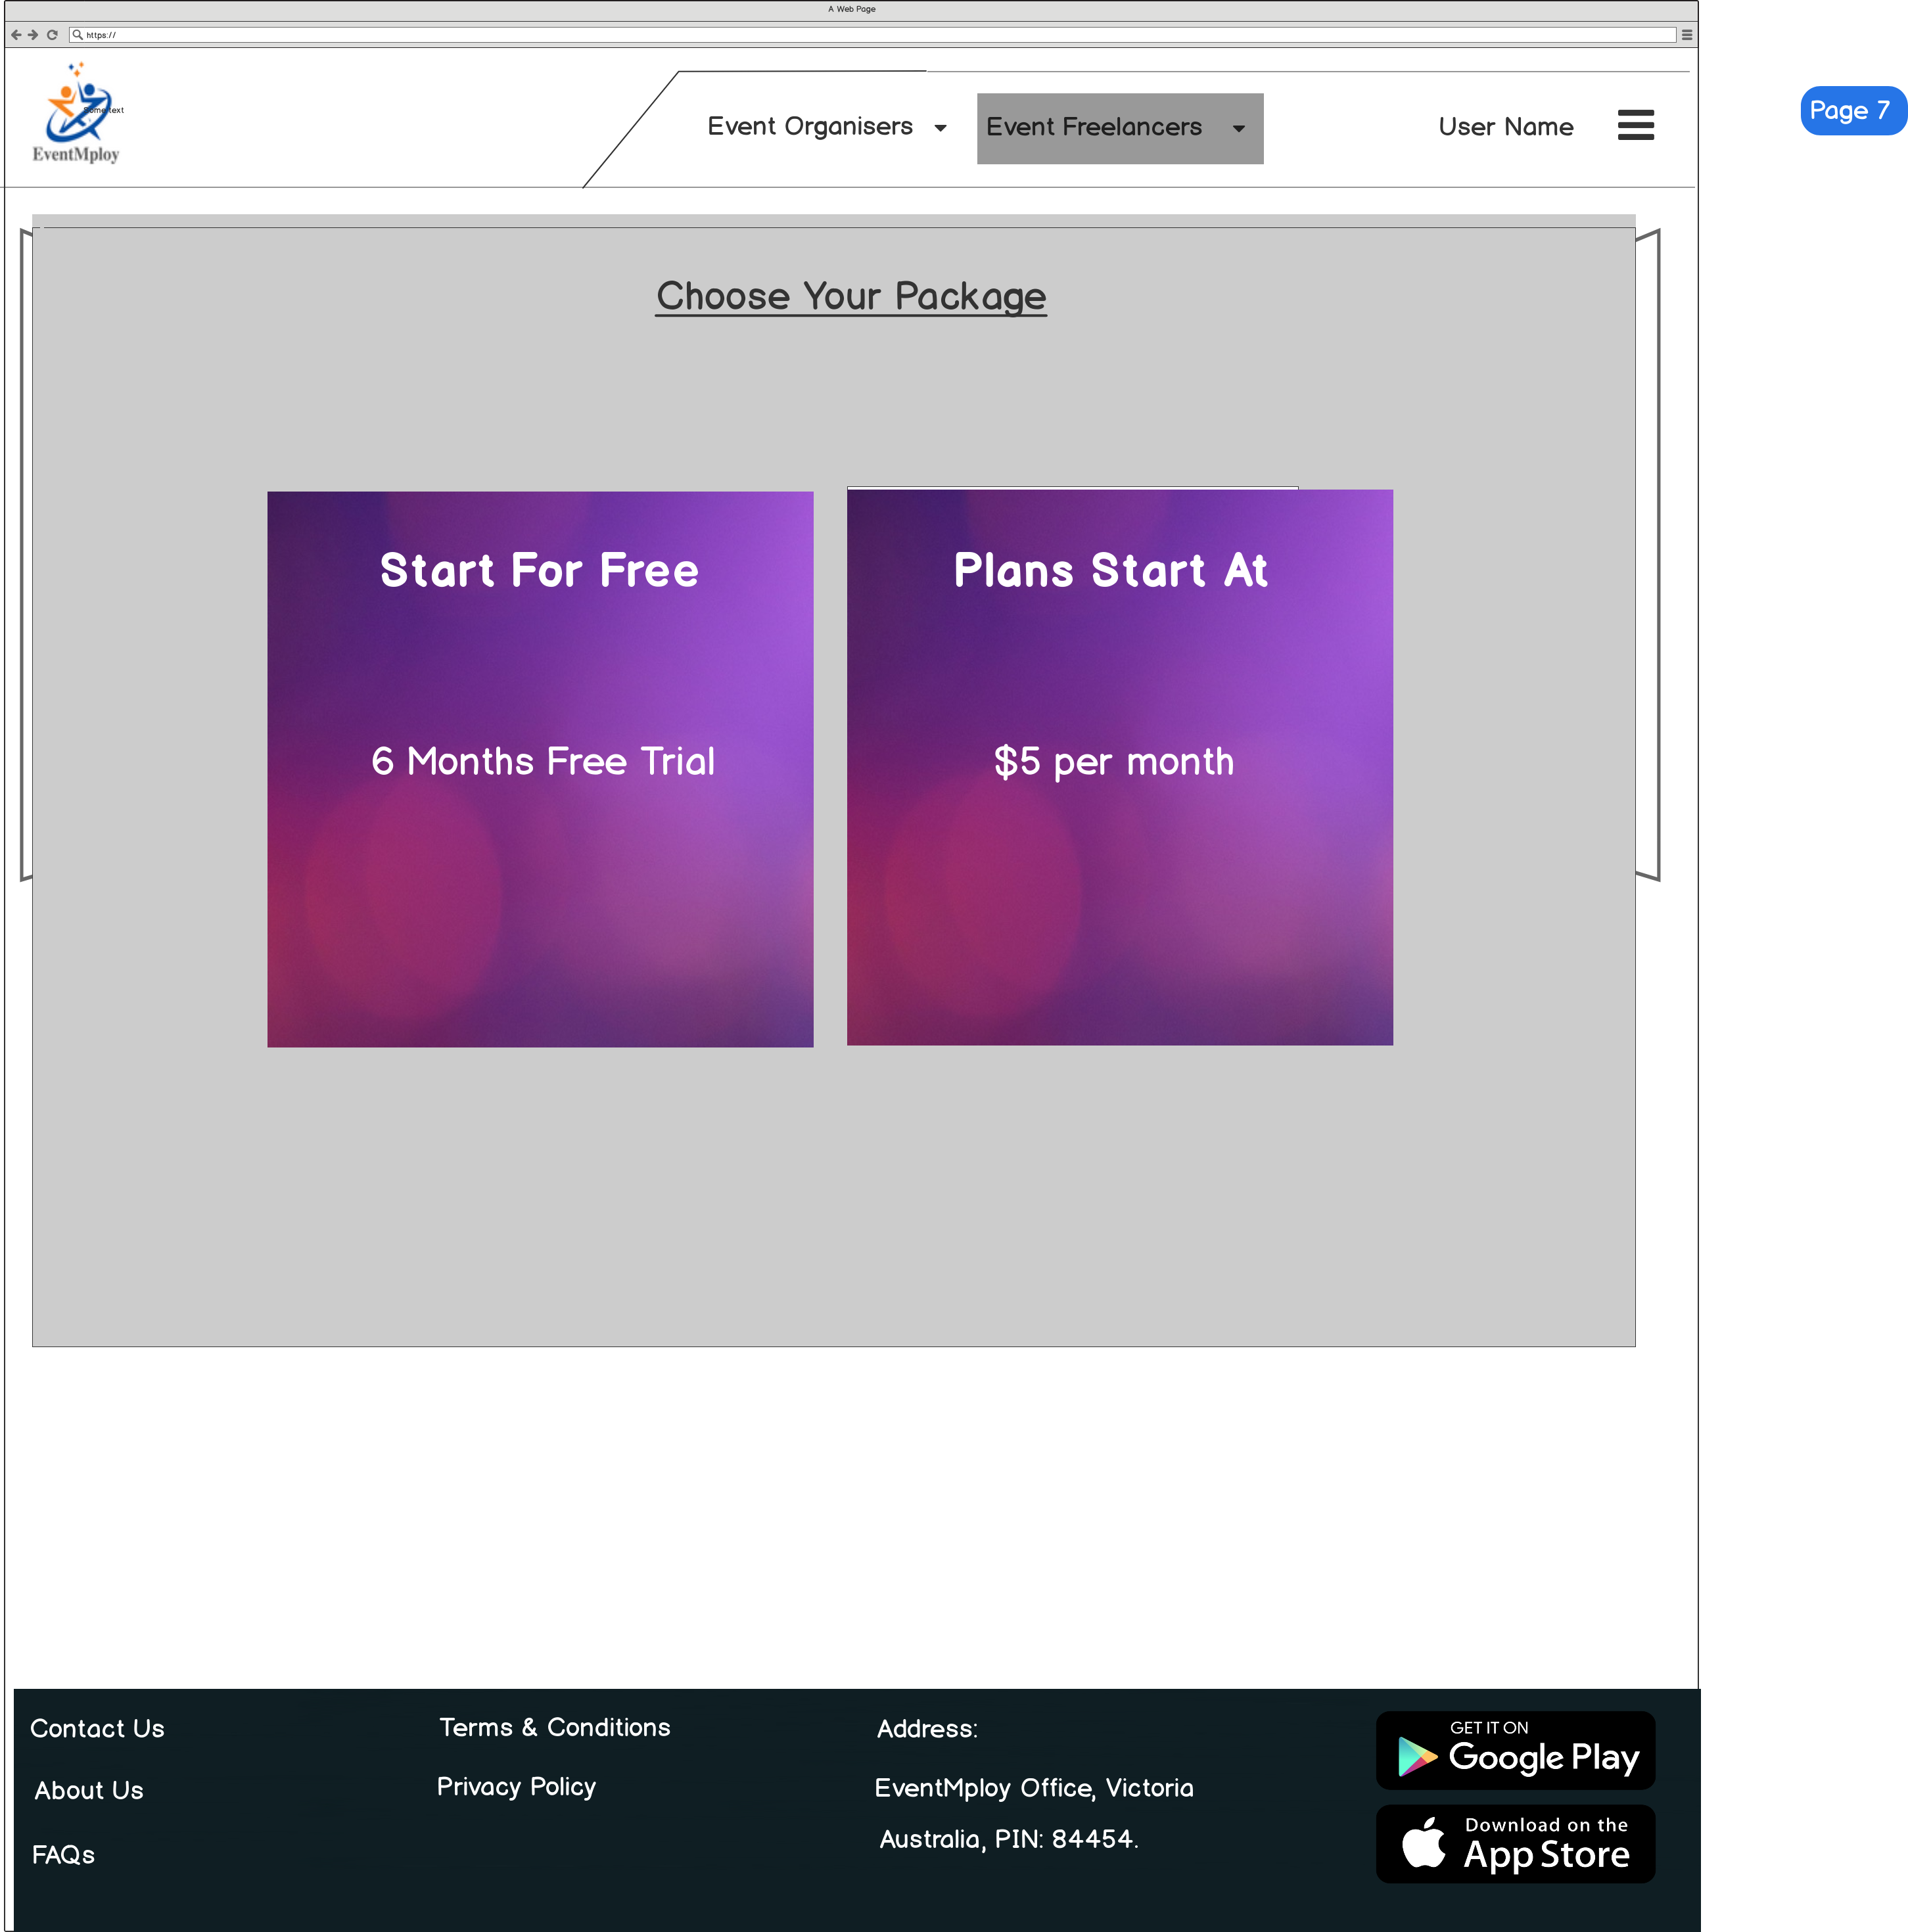 A Web Page
https://
Some text
EventMploy
Event Organisers
Event Freelancers
User Name
Page 7
Choose Your Package
Start For Free
6 Months Free Trial
Plans Start At
$5 per month
Contact Us
About Us
FAQs
Terms & Conditions
Privacy Policy
Address:
EventMploy Office, Victoria
Australia, PIN: 84454.
GET IT ON
Google Play
Download on the
App Store